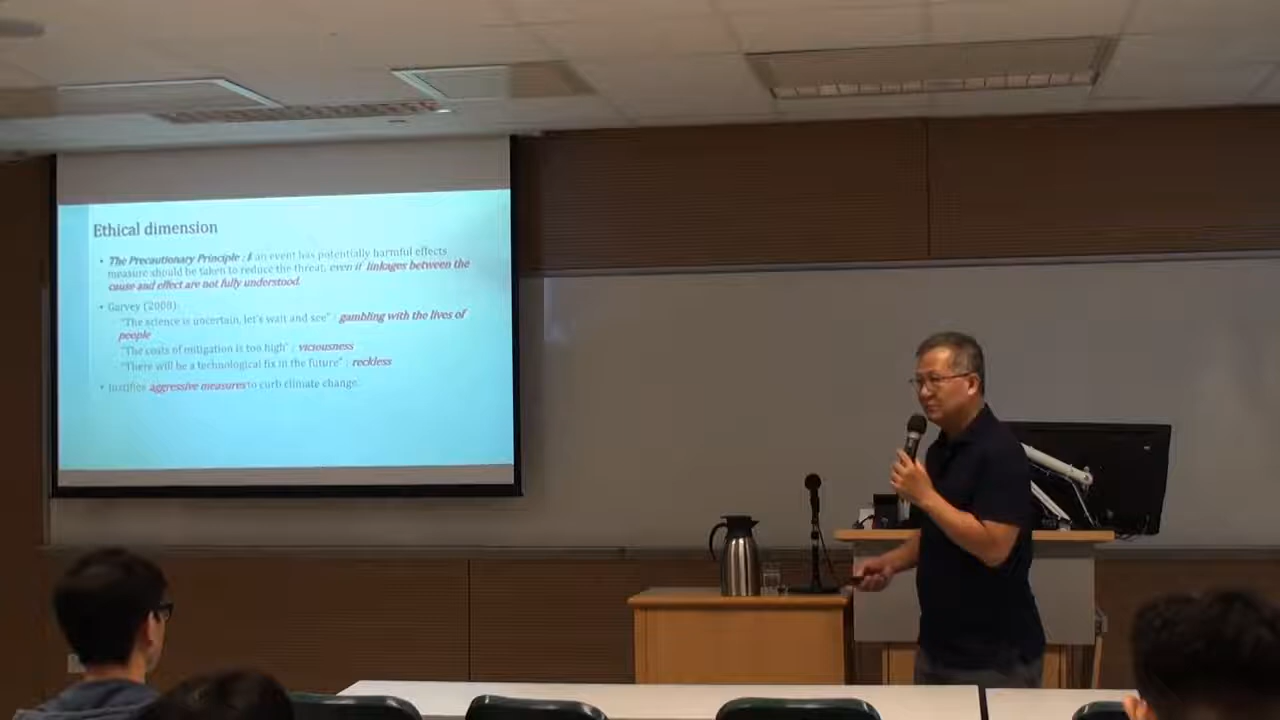 Ethical dimension
• The Precautionary Principle : If an event has potentially harmful effects
measure should be taken to reduce the threat, even if linkages between the
cause and effect are not fully understood.
• Garvey (2008)
"The science is uncertain, let's wait and see" : gambling with the lives of
people
"The costs of mitigation is too high" : viciousness
"There will be a technological fix in the future" : reckless
• Justifies aggressive measures to curb climate change.